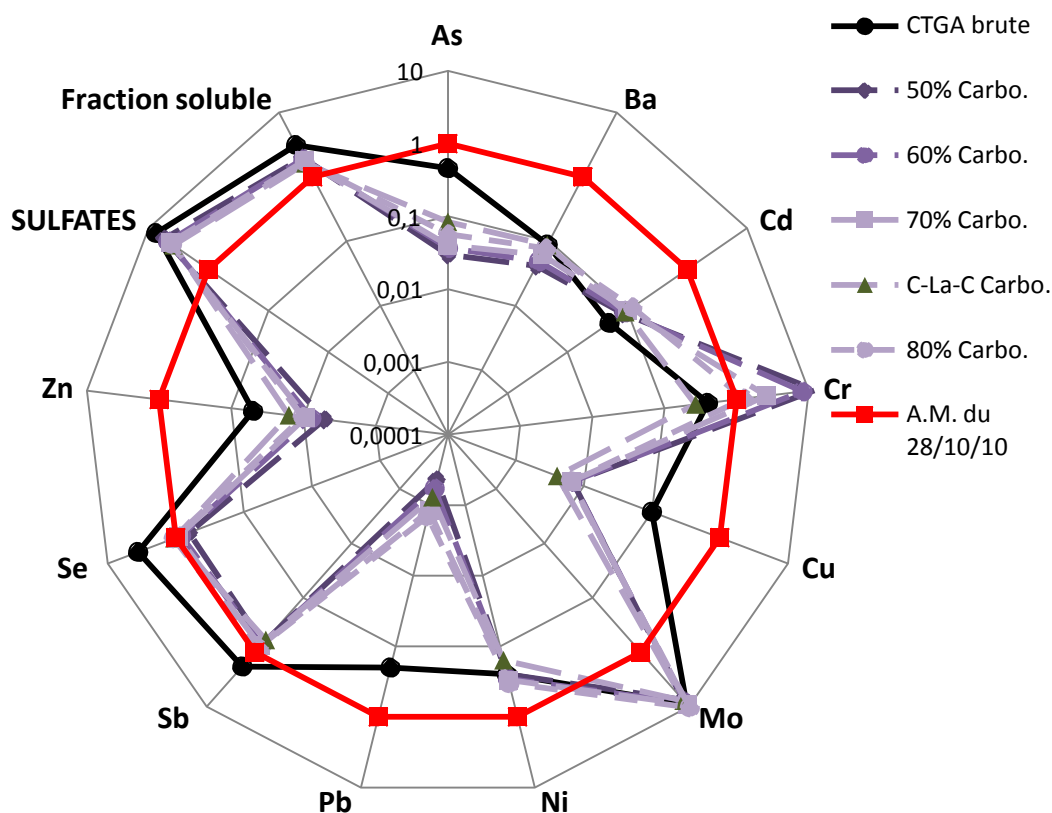 As
Ba
Cd
Cr
Cu
Mo
Ni
Pb
Sb
Se
Zn
SULFATES
Fraction soluble
10
1
0,1
0,01
0,001
0,0001
CTGA brute
50% Carbo.
60% Carbo.
70% Carbo.
C-La-C Carbo.
80% Carbo.
A.M. du
28/10/10